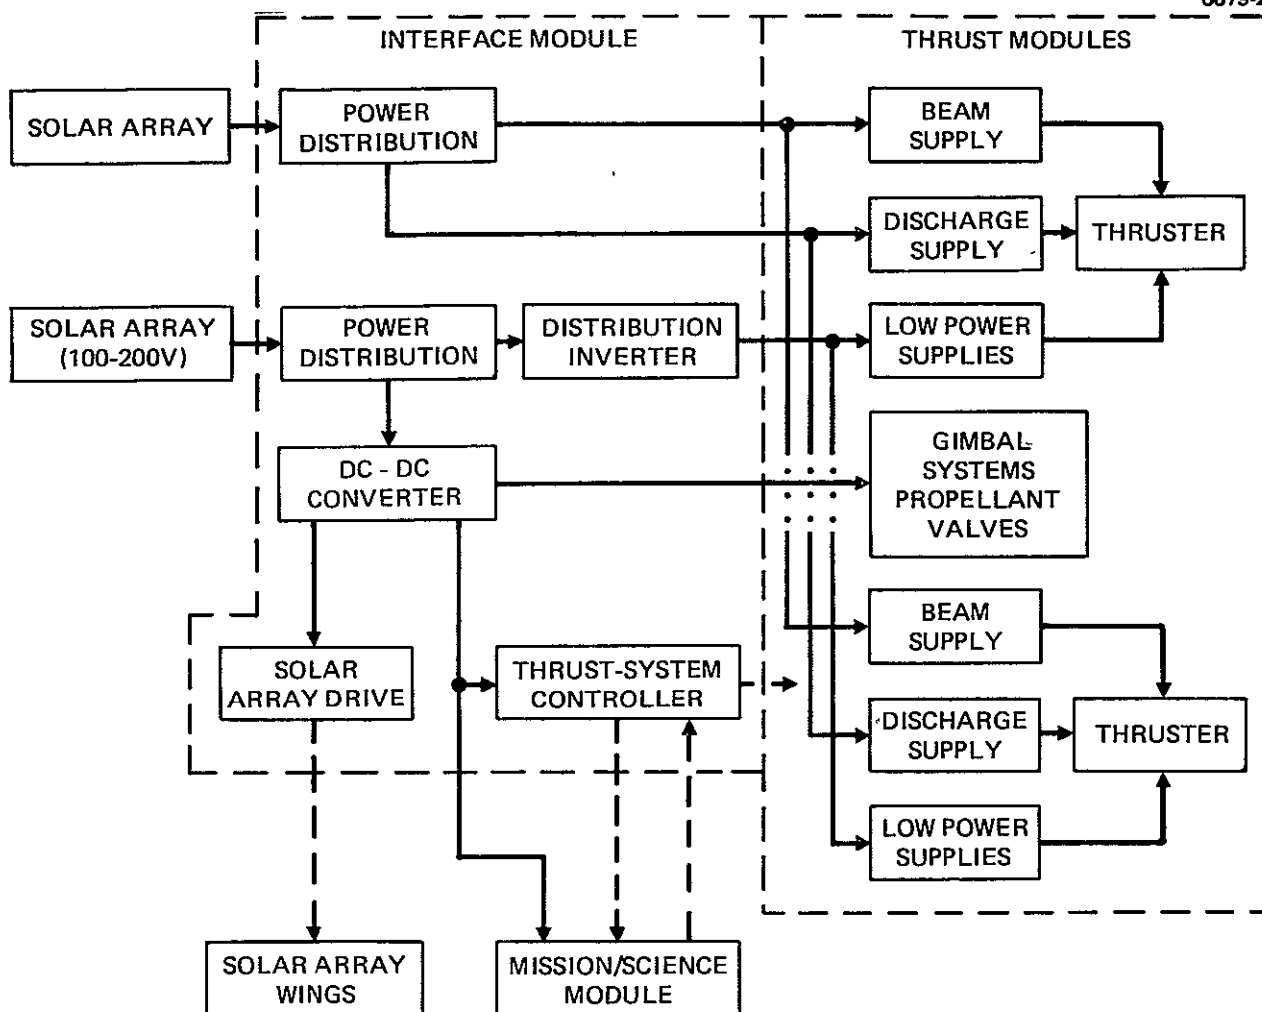 INTERFACE MODULE
THRUST MODULES
SOLAR ARRAY
POWER
DISTRIBUTION
BEAM
SUPPLY
DISCHARGE
SUPPLY
THRUSTER
SOLAR ARRAY
(100-200V)
POWER
DISTRIBUTION
DISTRIBUTION
INVERTER
LOW POWER
SUPPLIES
DC - DC
CONVERTER
GIMBAL
SYSTEMS
PROPELLANT
VALVES
BEAM
SUPPLY
SOLAR
ARRAY DRIVE
THRUST-SYSTEM
CONTROLLER
DISCHARGE
SUPPLY
THRUSTER
LOW POWER
SUPPLIES
SOLAR ARRAY
WINGS
MISSION/SCIENCE
MODULE